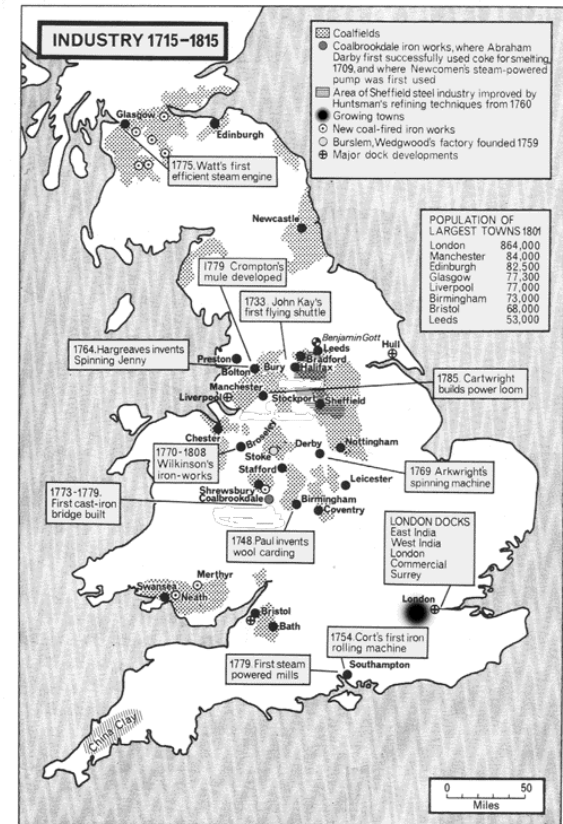 INDUSTRY 1715–1815
Coalfields
Coalbrookdale iron works, where Abraham
Darby first successfully used coke for smelting,
1709, and where Newcomen's steam-powered
pump was first used
Area of Sheffield steel industry improved by
Huntsman's refining techniques from 1760
Growing towns
New coal-fired iron works
Burslem, Wedgwood's factory founded 1759
Major dock developments
Glasgow
Edinburgh
1775. Watt's first
efficient steam engine
Newcastle
POPULATION OF
LARGEST TOWNS 1801
London 864,000
Manchester 84,000
Edinburgh 82,500
Glasgow 77,300
Liverpool 77,000
Birmingham 73,000
Bristol 68,000
Leeds 53,000
1779 Crompton's
mule developed
1733. John Kay's
first flying shuttle
Benjamin Gott
Leeds
Hull
1764. Hargreaves invents
Spinning Jenny
Preston
Bury
Bradford
Bolton
Halifax
Manchester
Liverpool
Stockport
Sheffield
1785. Cartwright
builds power loom
Chester
Broseley
1770-1808
Wilkinson's
iron-works
Stoke
Derby
Nottingham
Stafford
1769 Arkwright's
spinning machine
1773-1779.
First cast-iron
bridge built
Shrewsbury
Coalbrookdale
Leicester
Birmingham
Coventry
1748. Paul invents
wool carding
LONDON DOCKS
East India
West India
London
Commercial
Surrey
Merthyr
Swansea
Neath
London
Bristol
Bath
1754. Cort's first iron
rolling machine
1779. First steam
powered mills
Southampton
China Clay
0 50
Miles